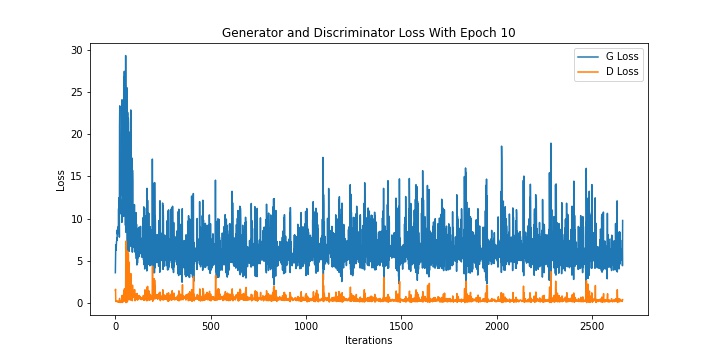 Generator and Discriminator Loss With Epoch 10
G Loss
D Loss
30
25
20
15
10
5
0
Loss
0 500 1000 1500 2000 2500
Iterations